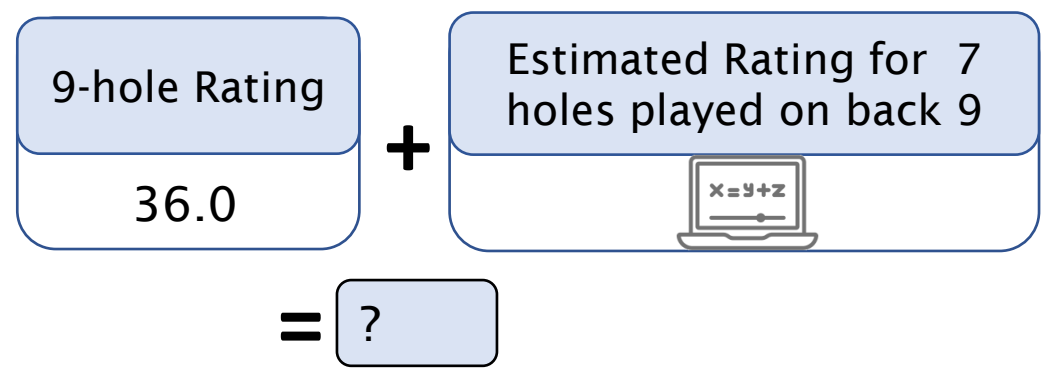 9-hole Rating
36.0
+
Estimated Rating for 7
holes played on back 9
x=y+z
= ?